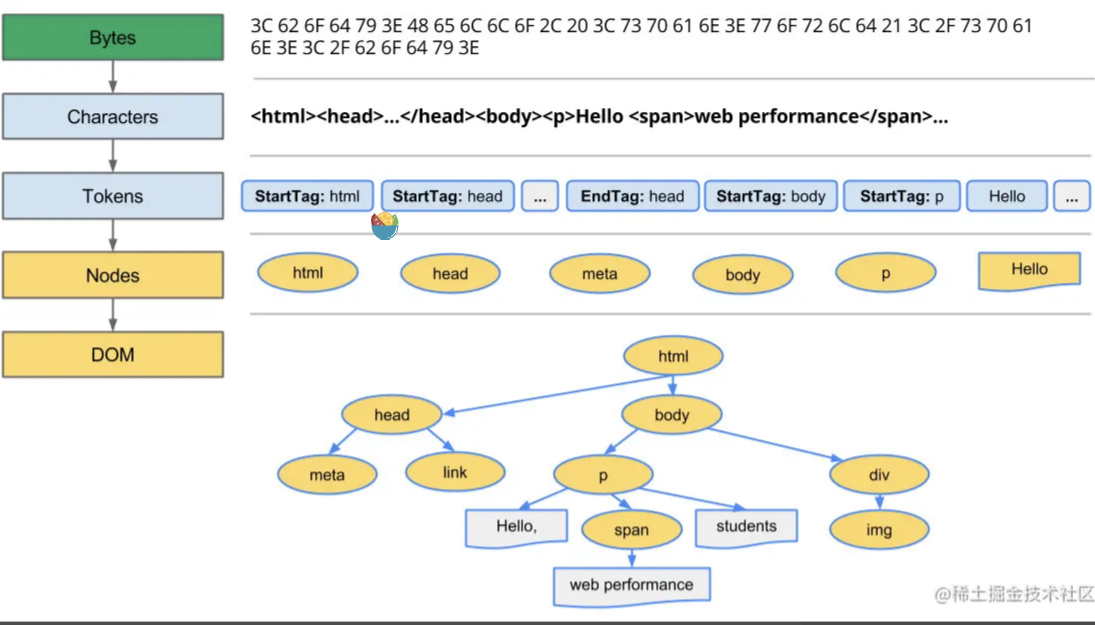 Bytes
3C 62 6F 64 79 3E 48 65 6C 6C 6F 2C 20 3C 73 70 61 6E 3E 77 6F 72 6C 64 21 3C 2F 73 70 61
6E 3E 3C 2F 62 6F 64 79 3E
Characters
<html><head>...</head><body><p>Hello <span>web performance</span>...
Tokens
StartTag: html
StartTag: head
...
EndTag: head
StartTag: body
StartTag: p
Hello
...
Nodes
html
head
meta
body
p
Hello
DOM
html
head
body
meta
link
p
div
Hello,
span
students
img
web performance
@稀土掘金技术社区